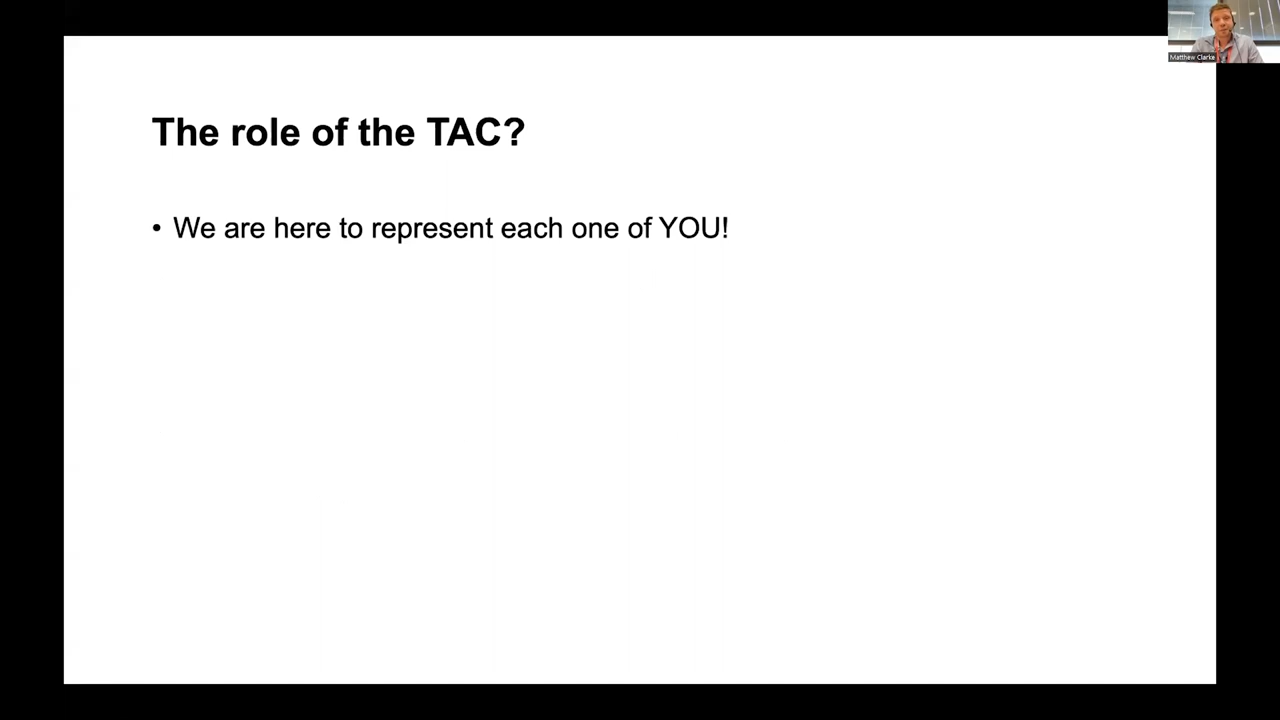 Matthew Clarke
The role of the TAC?
• We are here to represent each one of YOU!